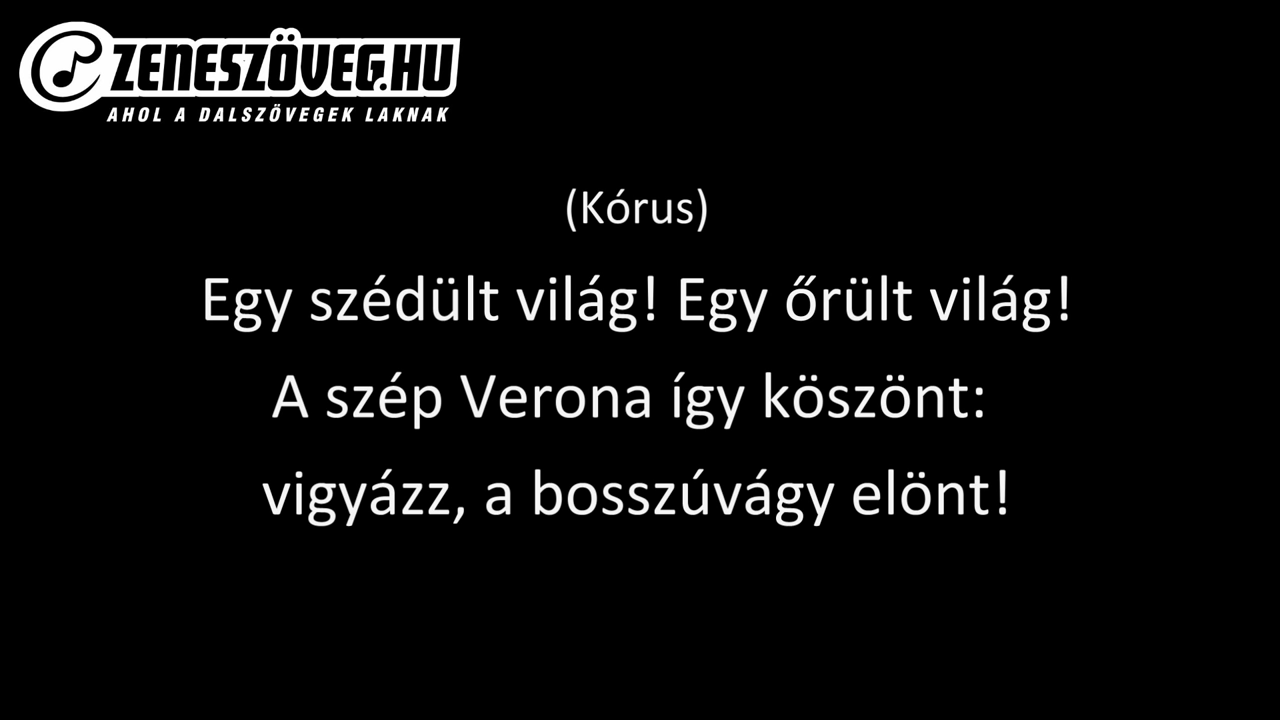 ZENESZÖVEG.HU
AHOL A DALSZÖVEGEK LAKNAK
(Kórus)
Egy szédült világ! Egy őrült világ!
A szép Verona így köszönt:
vigyázz, a bosszúvágy elönt!